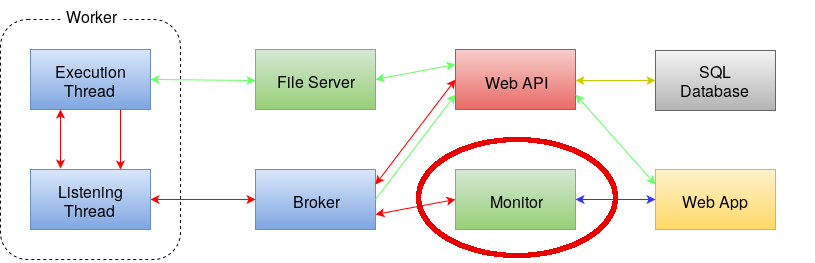 Worker
Execution
Thread
File Server
Web API
SQL
Database
Listening
Thread
Broker
Monitor
Web App